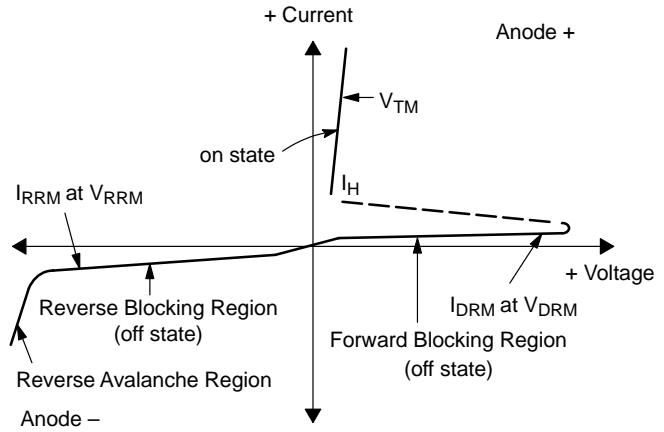 + Current
Anode +
VTM
on state
IH
IRRM at VRRM
+ Voltage
IDRM at VDRM
Reverse Blocking Region
(off state)
Forward Blocking Region
(off state)
Reverse Avalanche Region
Anode –